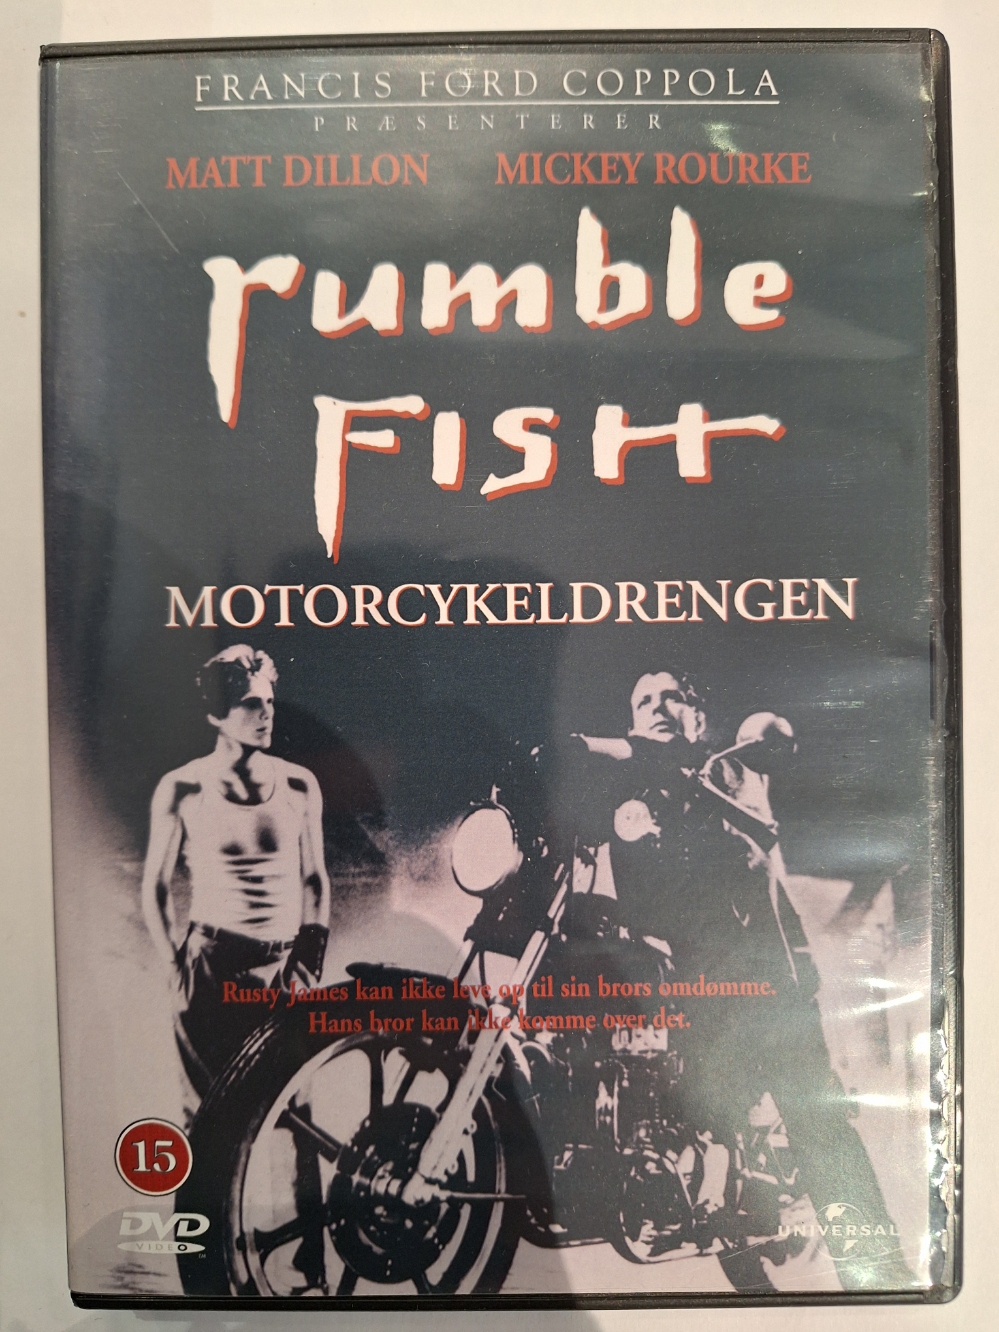 FRANCIS FORD COPPOLA
PRÆSENTERER
MATT DILLON MICKEY ROURKE
rumble
FISH
MOTORCYKELDRENGEN
Rusty James kan ikke leve op til sin brors omdømme.
Hans bror kan ikke komme over det.
15
DVD
VIDEO
TM
UNIVERSAL